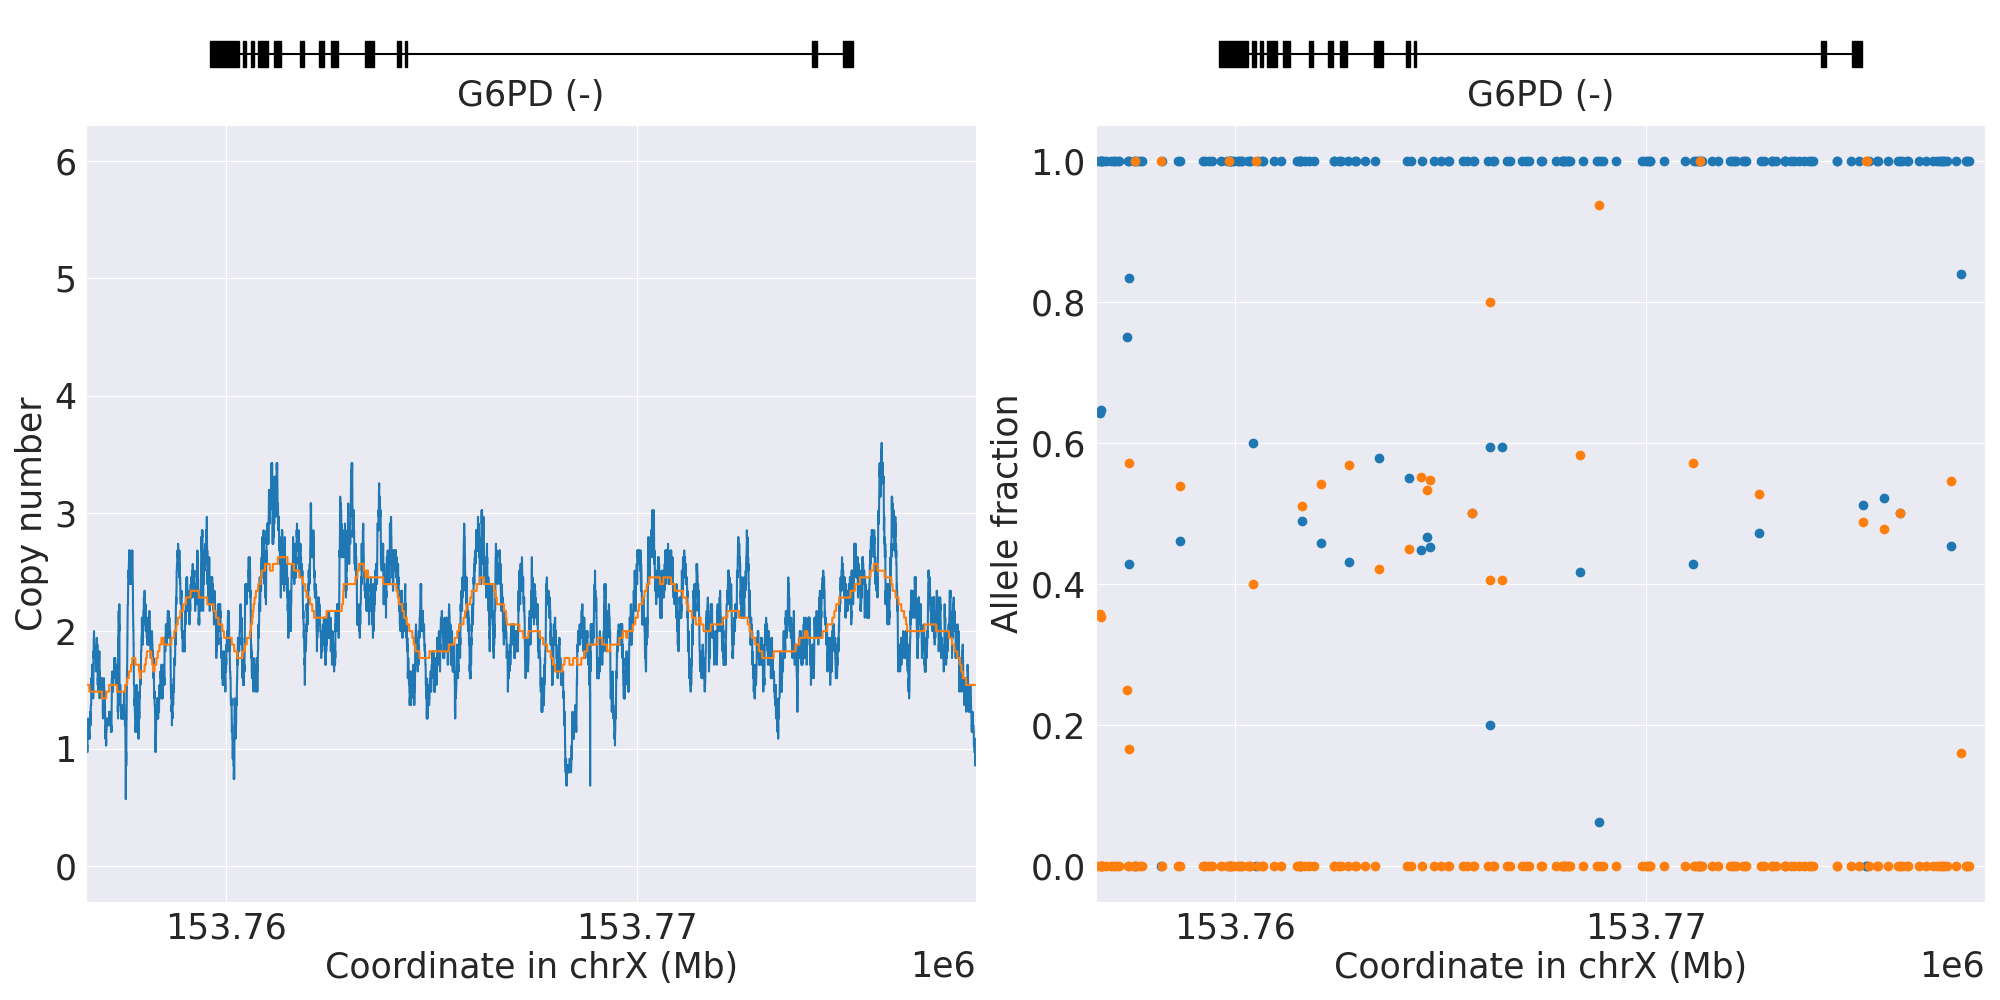 G6PD (-)
6
5
4
3
2
1
0
Copy number
153.76
153.77
Coordinate in chrX (Mb)
1e6
G6PD (-)
1.0
0.8
0.6
0.4
0.2
0.0
Allele fraction
153.76
153.77
Coordinate in chrX (Mb)
1e6